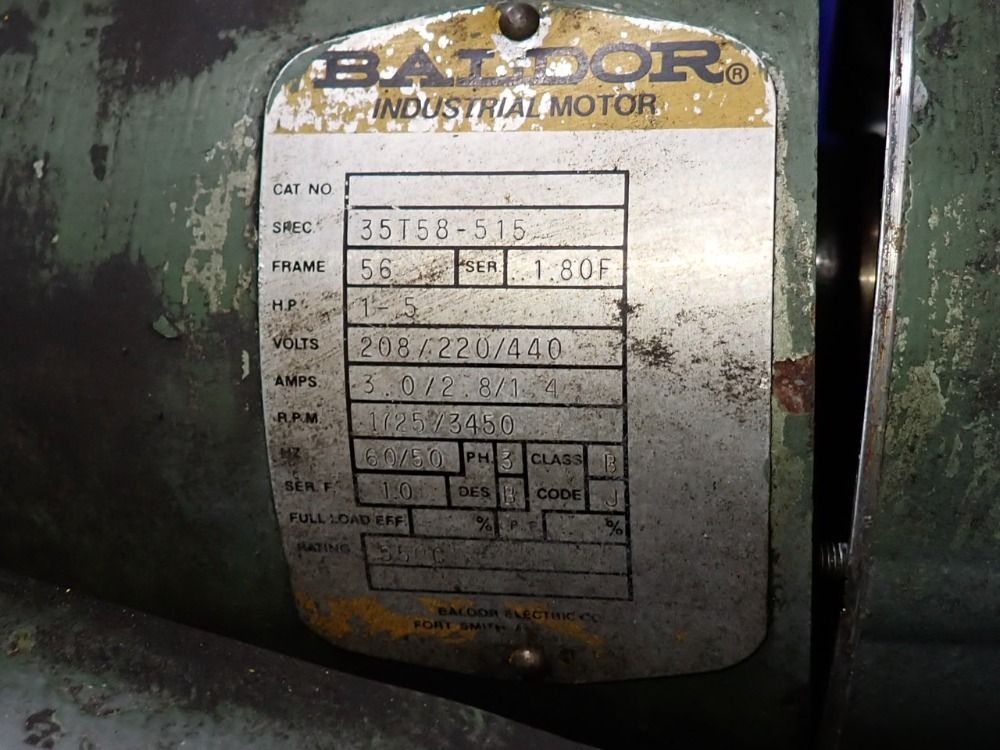 BALDOR®
INDUSTRIAL MOTOR
CAT NO
SPEC. 35T58-515
FRAME 56 SER. 1.80F
H.P. 1-.5
VOLTS 208/220/440
AMPS. 3.0/2.8/1.4
R.P.M. 1725/3450
HZ 60/50 PH 3 CLASS B
SER. F. 1.0 DES B CODE J
FULL LOAD EFF. % P.F. %
RATING 55°C
BALDOR ELECTRIC CO
FORT SMITH